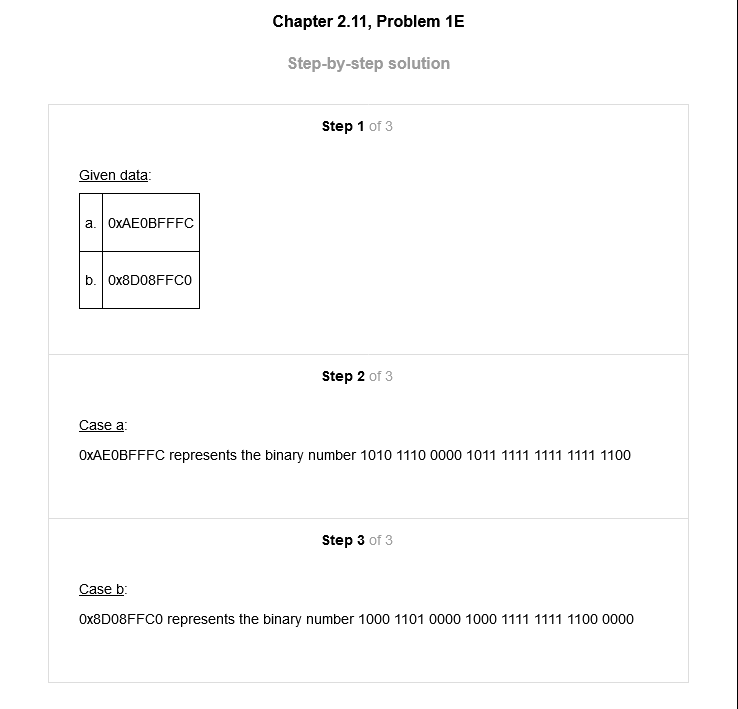 Chapter 2.11, Problem 1E
Step-by-step solution
Step 1 of 3
Given data:
a. 0xAE0BFFFC
b. 0x8D08FFC0
Step 2 of 3
Case a:
0xAE0BFFFC represents the binary number 1010 1110 0000 1011 1111 1111 1111 1100
Step 3 of 3
Case b:
0x8D08FFC0 represents the binary number 1000 1101 0000 1000 1111 1111 1100 0000